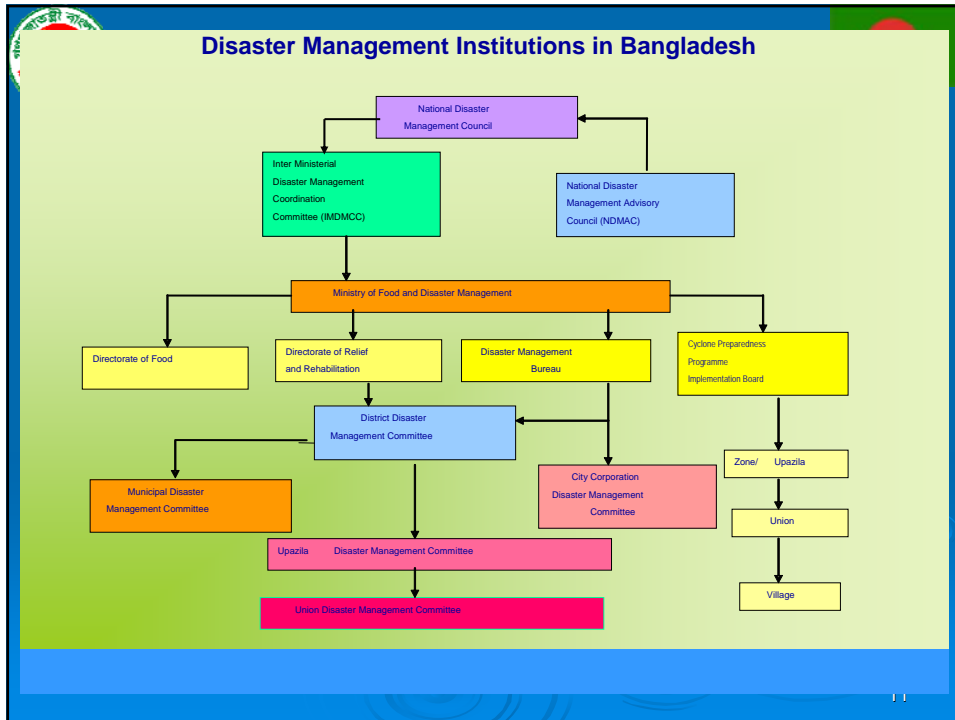 Disaster Management Institutions in Bangladesh
National Disaster
Management Council
Inter Ministerial
Disaster Management
Coordination
Committee (IMDMCC)
National Disaster
Management Advisory
Council (NDMAC)
Ministry of Food and Disaster Management
Directorate of Food
Directorate of Relief
and Rehabilitation
Disaster Management
Bureau
Cyclone Preparedness
Programme
Implementation Board
District Disaster
Management Committee
Zone/ Upazila
Municipal Disaster
Management Committee
City Corporation
Disaster Management
Committee
Union
Upazila Disaster Management Committee
Village
Union Disaster Management Committee